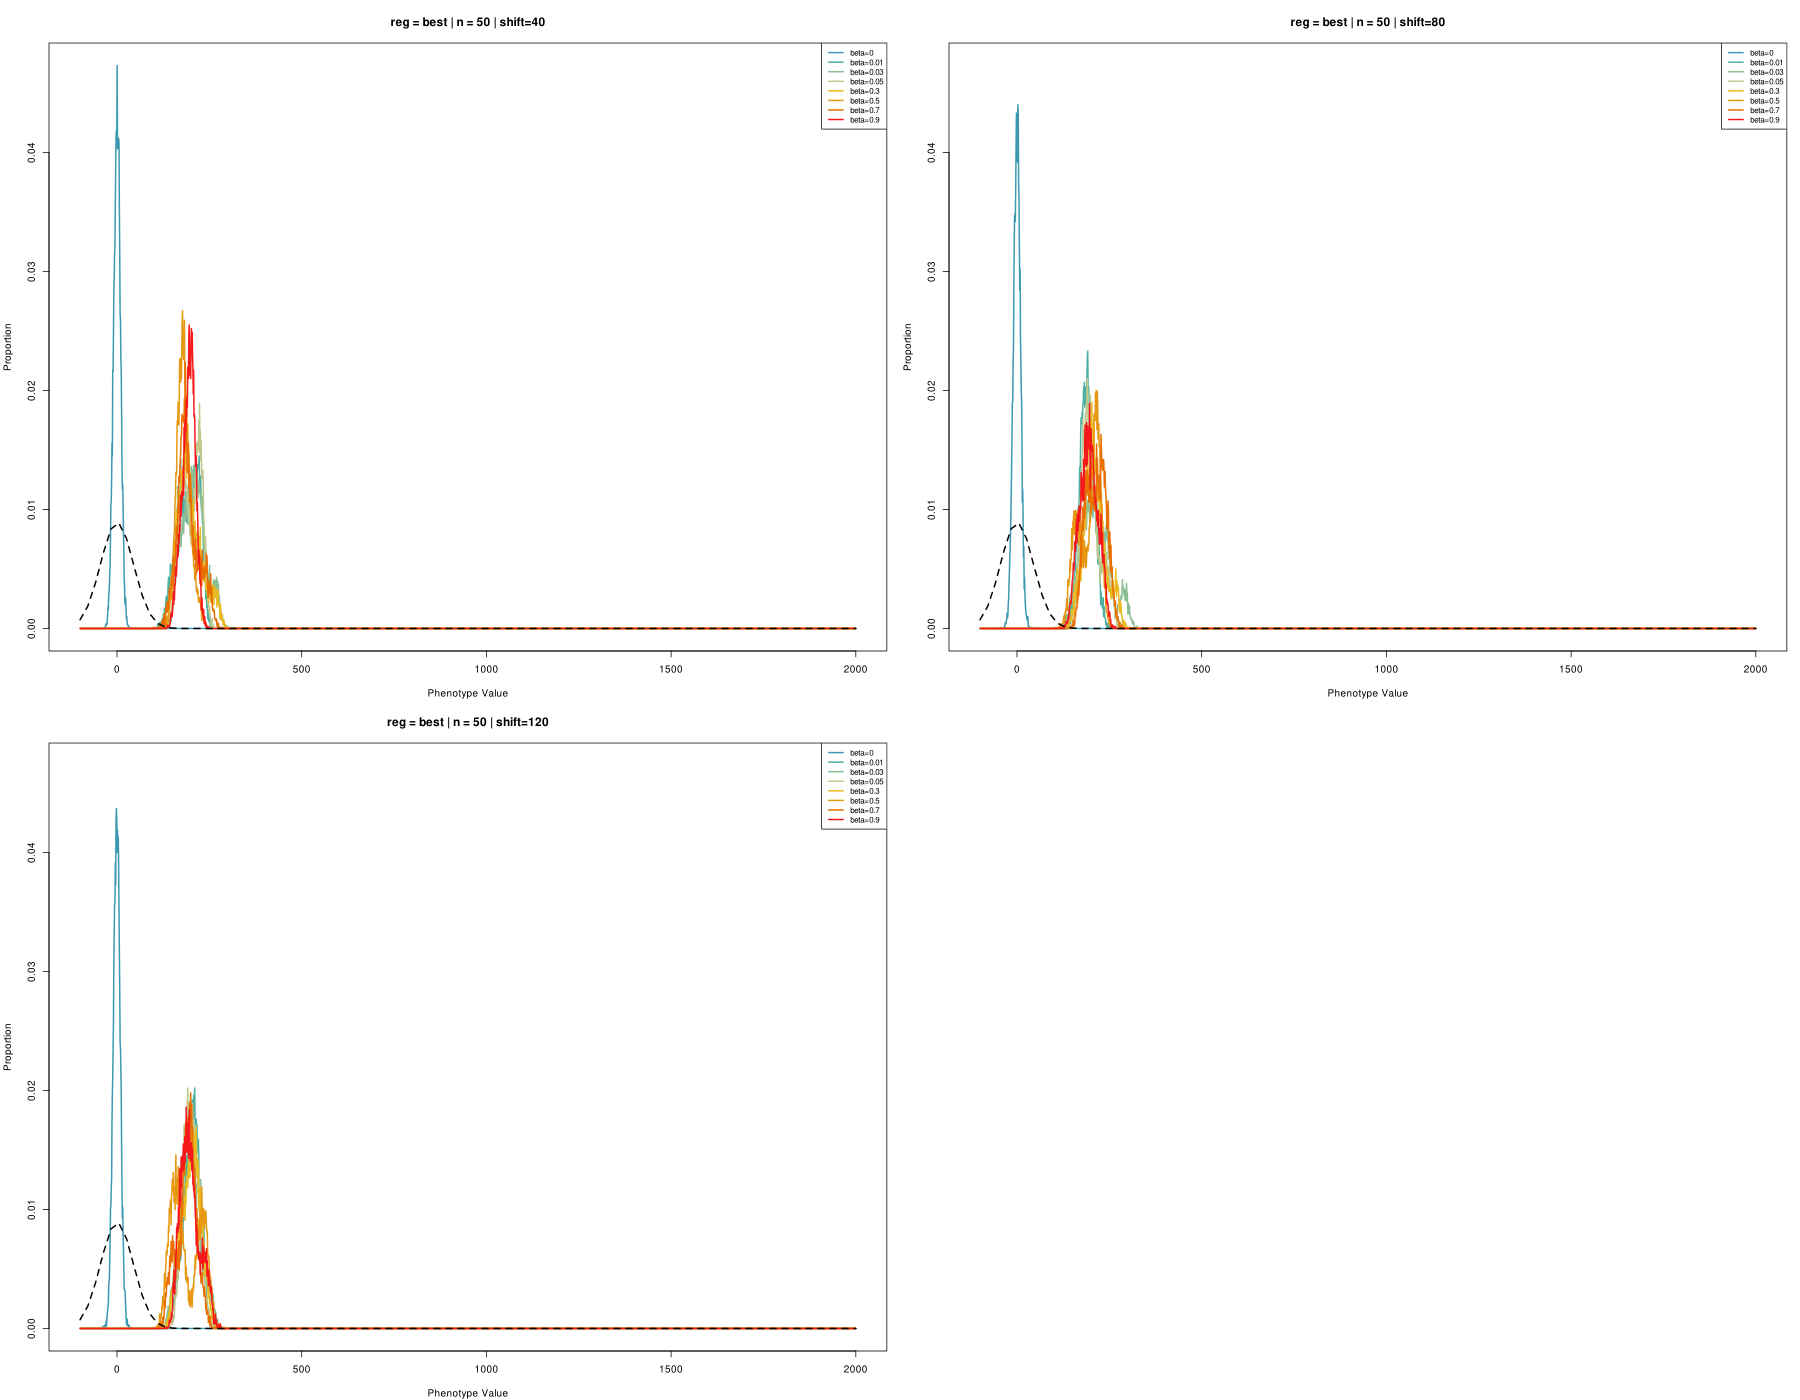 reg = best | n = 50 | shift=40
beta=0
beta=0.01
beta=0.03
beta=0.05
beta=0.3
beta=0.5
beta=0.7
beta=0.9
Proportion
0.04
0.03
0.02
0.01
0.00
0 500 1000 1500 2000
Phenotype Value
reg = best | n = 50 | shift=80
beta=0
beta=0.01
beta=0.03
beta=0.05
beta=0.3
beta=0.5
beta=0.7
beta=0.9
Proportion
0.04
0.03
0.02
0.01
0.00
0 500 1000 1500 2000
Phenotype Value
reg = best | n = 50 | shift=120
beta=0
beta=0.01
beta=0.03
beta=0.05
beta=0.3
beta=0.5
beta=0.7
beta=0.9
Proportion
0.04
0.03
0.02
0.01
0.00
0 500 1000 1500 2000
Phenotype Value